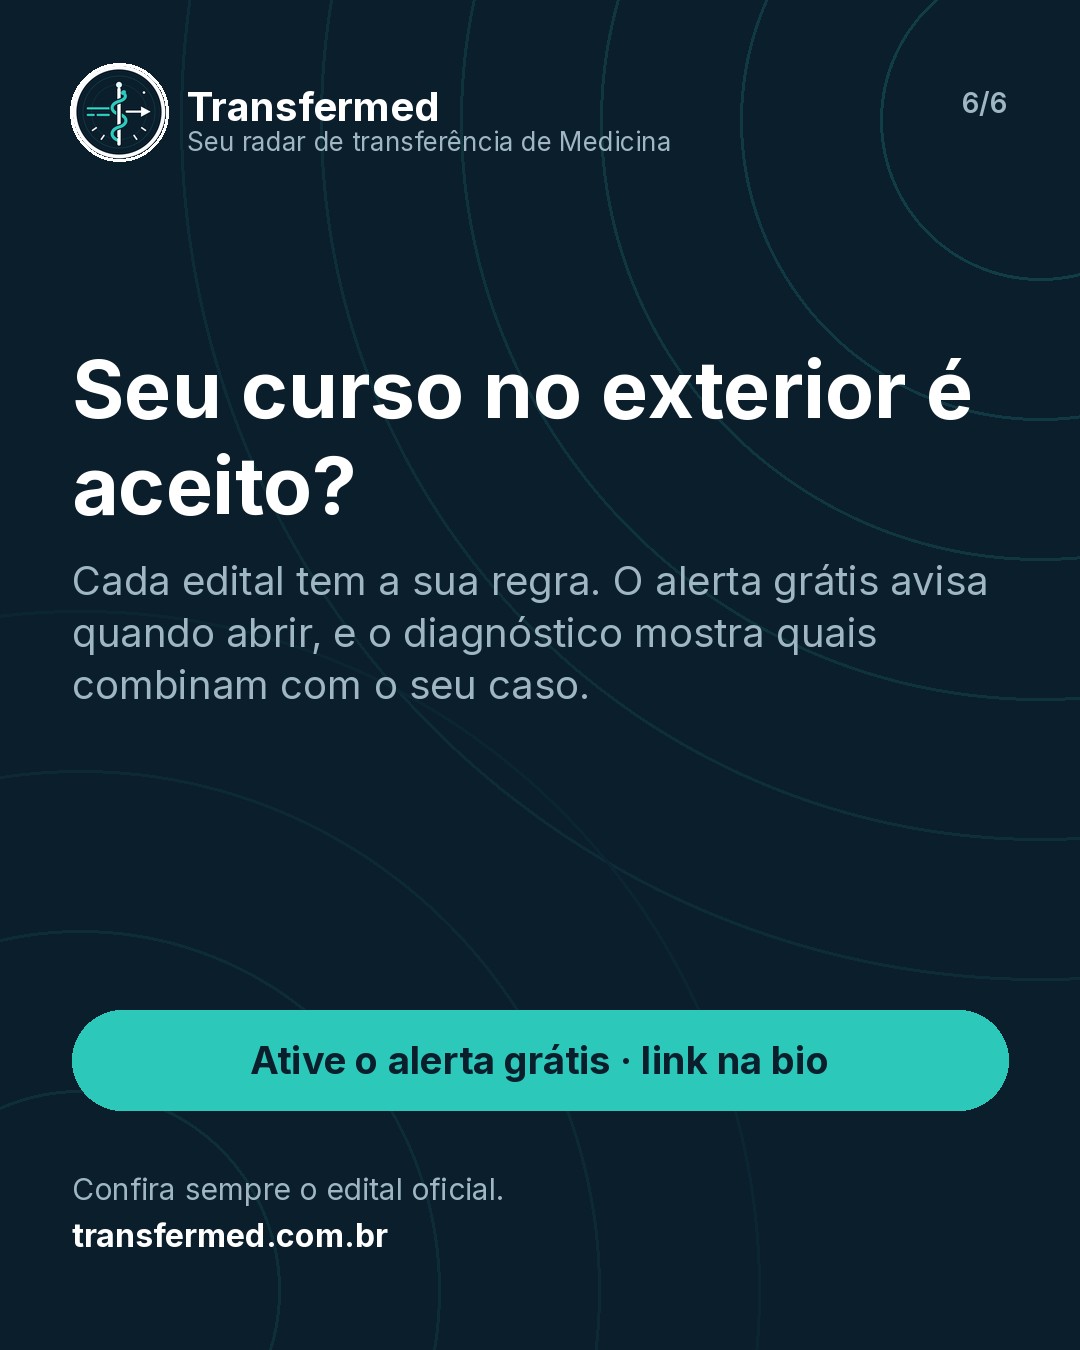 Transfermed
6/6
Seu radar de transferência de Medicina
Seu curso no exterior é
aceito?
Cada edital tem a sua regra. O alerta grátis avisa
quando abrir, e o diagnóstico mostra quais
combinam com o seu caso.
Ative o alerta grátis · link na bio
Confira sempre o edital oficial.
transfermed.com.br